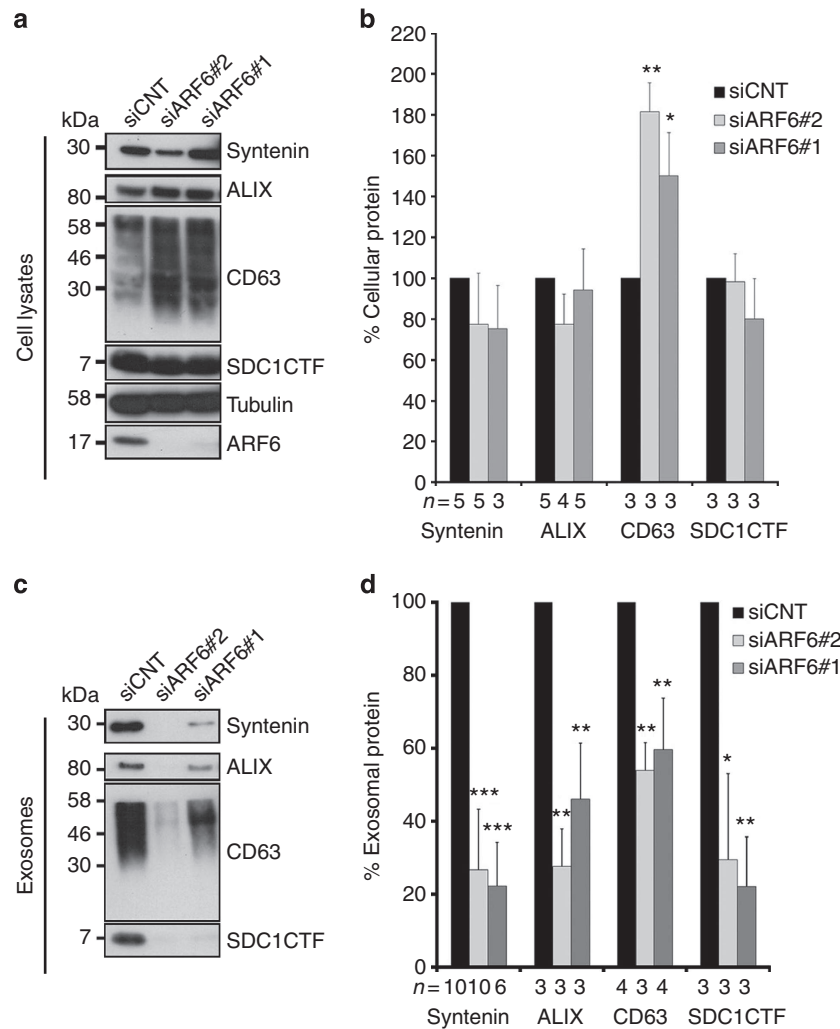 a
siCNT
siARF6#2
siARF6#1
kDa
30
Syntenin
80
ALIX
58
46
30
CD63
7
SDC1CTF
58
Tubulin
17
ARF6
Cell lysates
b
220
200
180
160
140
120
100
80
60
40
20
0
% Cellular protein
** *
siCNT
siARF6#2
siARF6#1
n=5 5 3 5 4 5 3 3 3 3 3 3
Syntenin ALIX CD63 SDC1CTF
c
siCNT
siARF6#2
siARF6#1
kDa
30
Syntenin
80
ALIX
58
46
30
CD63
7
SDC1CTF
Exosomes
d
100
80
60
40
20
0
% Exosomal protein
*** *** ** ** ** ** * **
siCNT
siARF6#2
siARF6#1
n=1010 6 3 3 3 4 3 4 3 3 3
Syntenin ALIX CD63 SDC1CTF